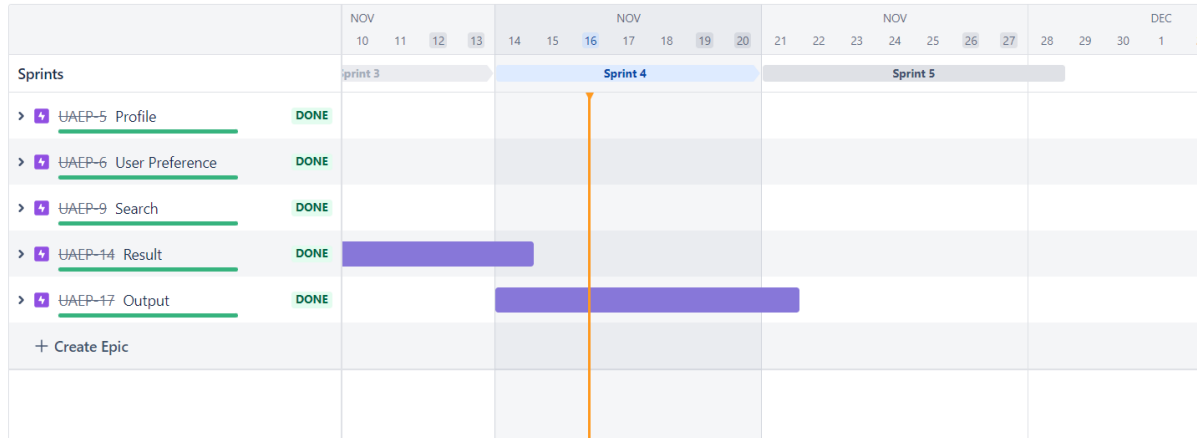 NOV NOV NOV DEC
10 11 12 13 14 15 16 17 18 19 20 21 22 23 24 25 26 27 28 29 30 1
Sprints Sprint 3 Sprint 4 Sprint 5
UAEP-5 Profile DONE
UAEP-6 User Preference DONE
UAEP-9 Search DONE
UAEP-14 Result DONE
UAEP-17 Output DONE
+ Create Epic